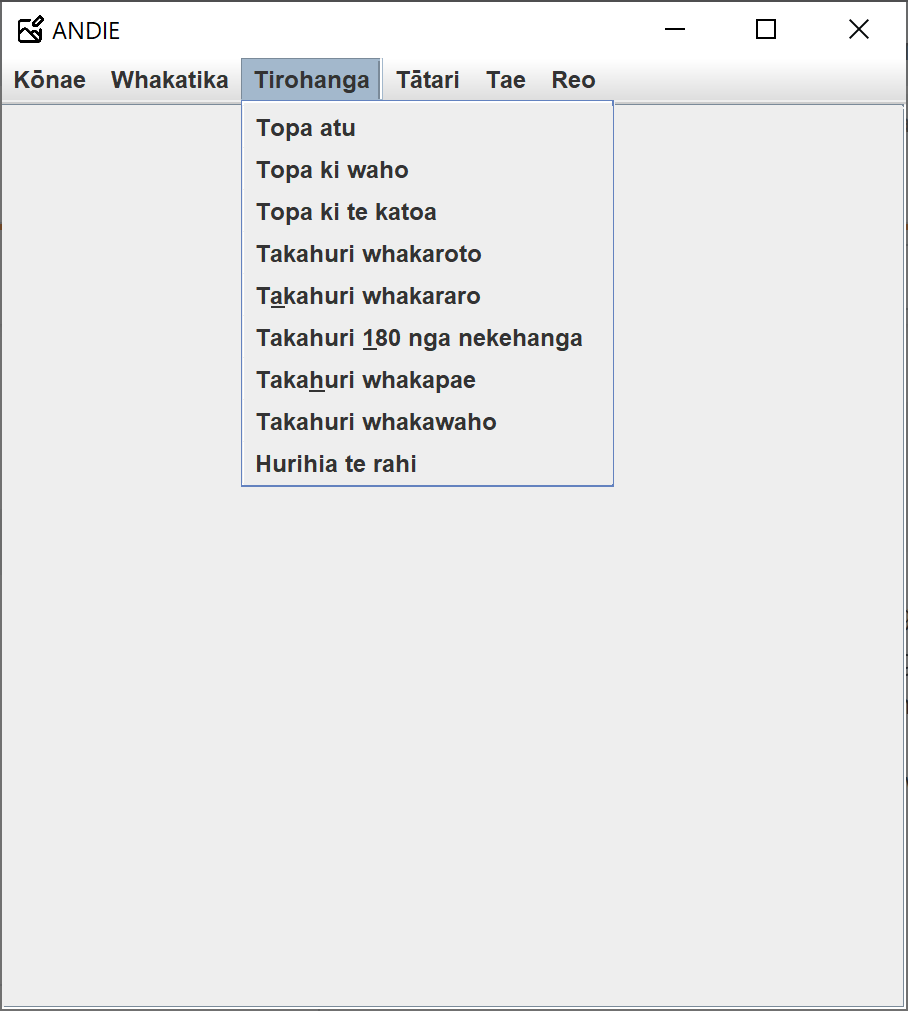 ANDIE
Kōnae Whakatika Tirohanga Tātari Tae Reo
Topa atu
Topa ki waho
Topa ki te katoa
Takahuri whakaroto
Takahuri whakararo
Takahuri 180 nga nekehanga
Takahuri whakapae
Takahuri whakawaho
Hurihia te rahi